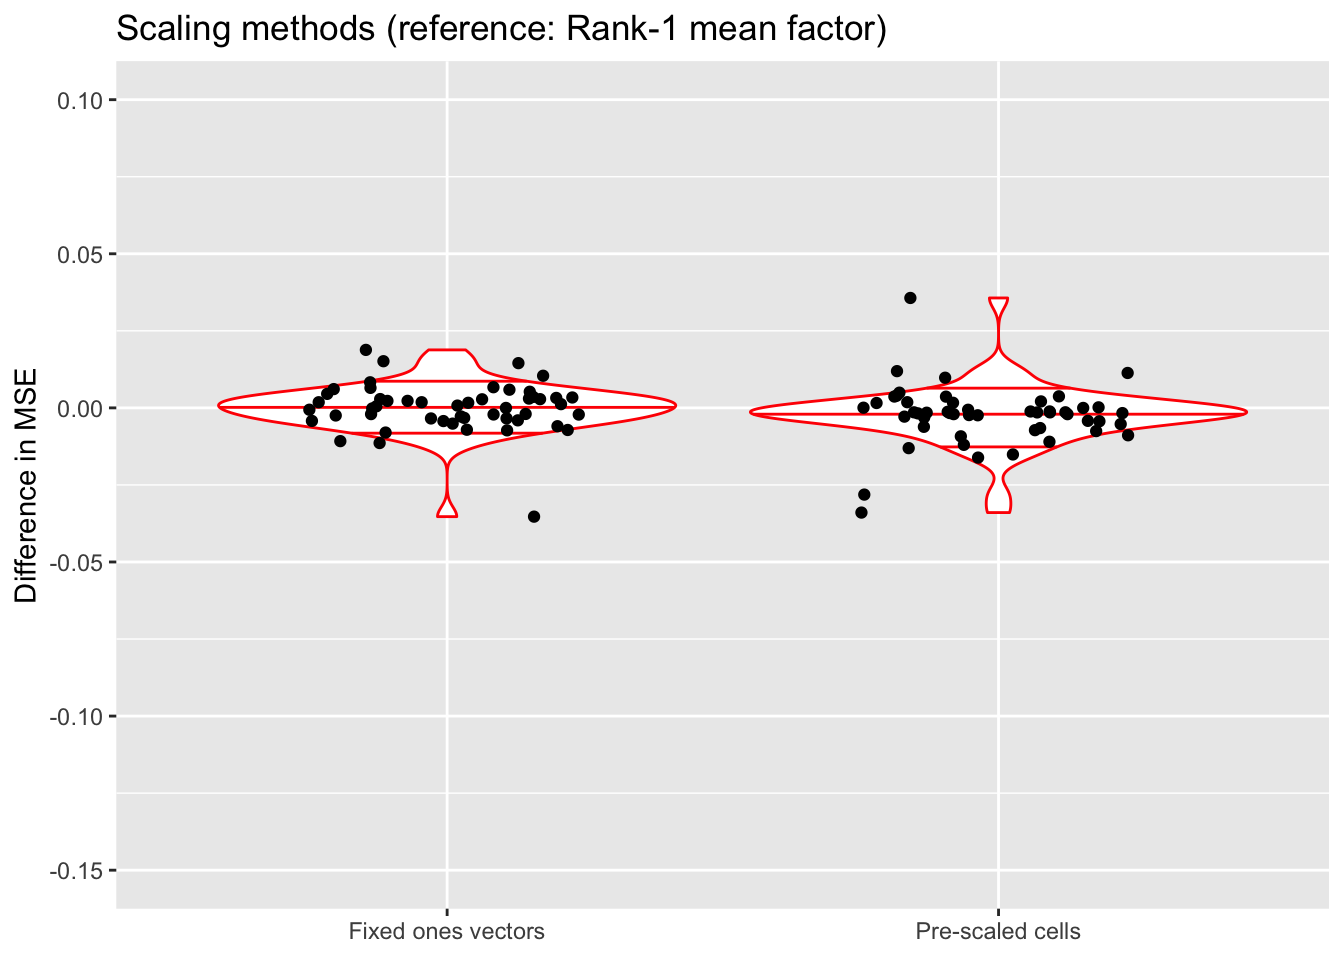 Scaling methods (reference: Rank-1 mean factor)
Difference in MSE
0.10
0.05
0.00
-0.05
-0.10
-0.15
Fixed ones vectors
Pre-scaled cells